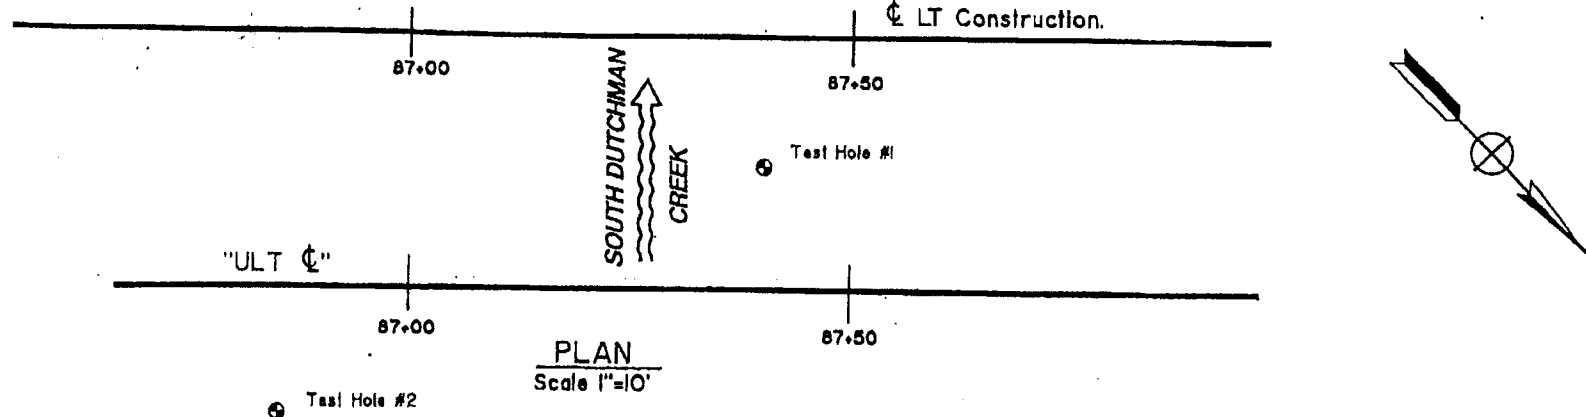 ℄ LT Construction.
87+00
87+50
SOUTH DUTCHMAN
CREEK
Test Hole #1
"ULT ℄"
87+00
87+50
PLAN
Scale 1"=10'
Test Hole #2